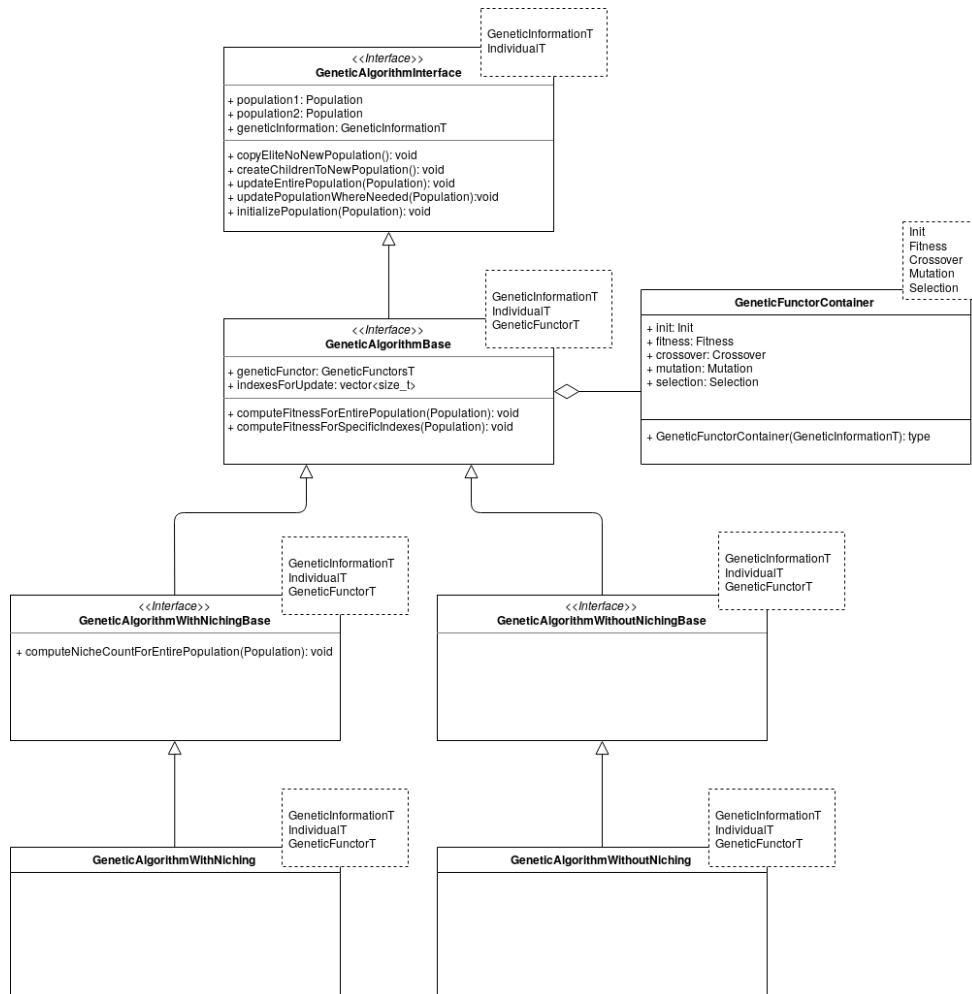 GeneticInformationT
IndividualT
<<Interface>>
GeneticAlgorithmInterface
+ population1: Population
+ population2: Population
+ geneticInformation: GeneticInformationT
+ copyEliteNoNewPopulation(): void
+ createChildrenToNewPopulation(): void
+ updateEntirePopulation(Population): void
+ updatePopulationWhereNeeded(Population):void
+ initializePopulation(Population): void
Init
Fitness
Crossover
Mutation
Selection
GeneticFunctorContainer
+ init: Init
+ fitness: Fitness
+ crossover: Crossover
+ mutation: Mutation
+ selection: Selection
+ GeneticFunctorContainer(GeneticInformationT): type
GeneticInformationT
IndividualT
GeneticFunctorT
<<Interface>>
GeneticAlgorithmBase
+ geneticFunctor: GeneticFunctorsT
+ indexesForUpdate: vector<size_t>
+ computeFitnessForEntirePopulation(Population): void
+ computeFitnessForSpecificIndexes(Population): void
GeneticInformationT
IndividualT
GeneticFunctorT
<<Interface>>
GeneticAlgorithmWithNichingBase
+ computeNicheCountForEntirePopulation(Population): void
GeneticInformationT
IndividualT
GeneticFunctorT
<<Interface>>
GeneticAlgorithmWithoutNichingBase
GeneticInformationT
IndividualT
GeneticFunctorT
GeneticAlgorithmWithNiching
GeneticInformationT
IndividualT
GeneticFunctorT
GeneticAlgorithmWithoutNiching